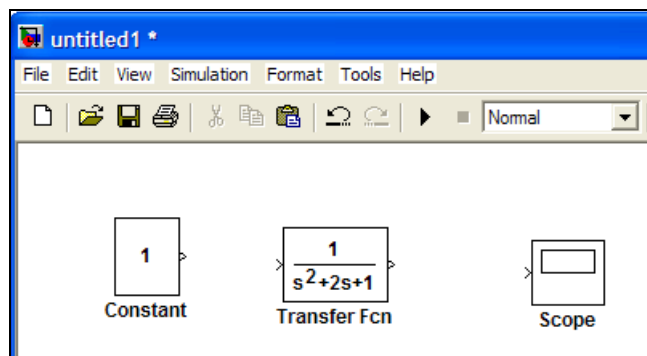 untitled1 *
File Edit View Simulation Format Tools Help
Normal
1
Constant
1
s²+2s+1
Transfer Fcn
Scope